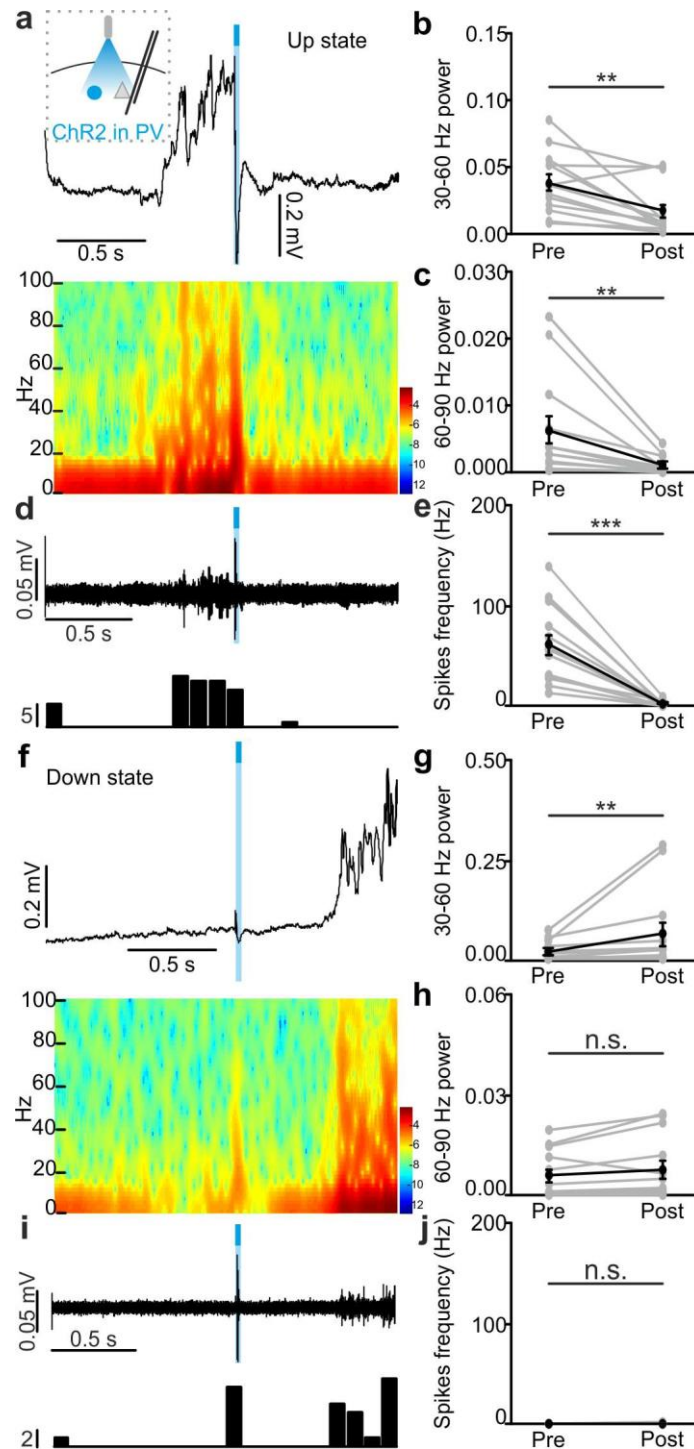 a
Up state
ChR2 in PV
0.5 s
0.2 mV
100
80
60
40
20
0
Hz
4
6
8
10
12
b
0.15
0.10
0.05
0.00
30-60 Hz power
**
Pre Post
c
0.030
0.020
0.010
0.000
60-90 Hz power
**
Pre Post
d
0.05 mV
0.5 s
5
e
200
100
0
Spikes frequency (Hz)
***
Pre Post
f
Down state
0.2 mV
0.5 s
100
80
60
40
20
0
Hz
4
6
8
10
12
g
0.50
0.25
0.00
30-60 Hz power
**
Pre Post
h
0.06
0.03
0.00
60-90 Hz power
n.s.
Pre Post
i
0.05 mV
0.5 s
2
j
200
100
0
Spikes frequency (Hz)
n.s.
Pre Post